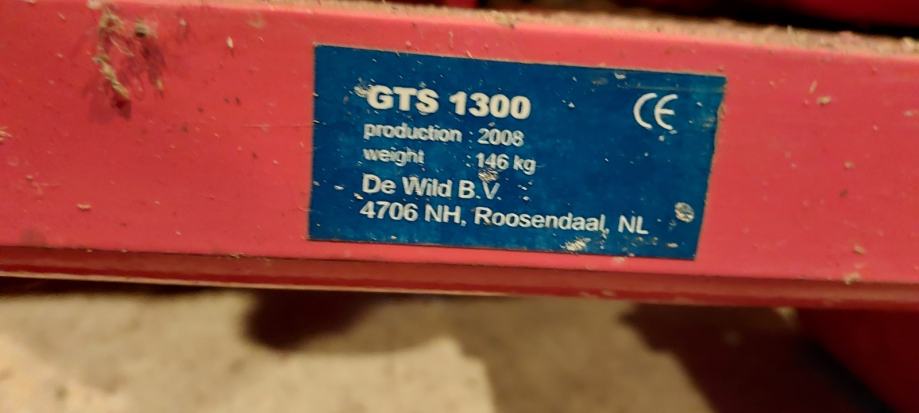 GTS 1300
CE
production : 2008
weight : 146 kg
De Wild B.V.
4706 NH, Roosendaal, NL